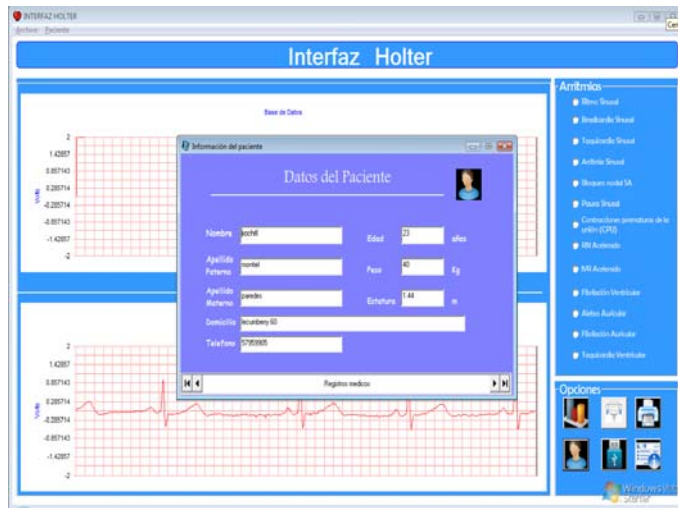 INTERFAZ HOLTER
Archivo Paciente
Cer
Interfaz Holter
Base de Datos
2
1.42857
0.857143
0.285714
-0.285714
-0.857143
-1.42857
-2
Volts
Información del paciente
Datos del Paciente
Nombre
xochitl
Edad 23 años
Apellido Paterno
montiel
Peso 40 Kg
Apellido Materno
paredes
Estatura 1.44 m
Domicilio
lecumberry 60
Telefono
57959905
Registros medicos
2
1.42857
0.857143
0.285714
-0.285714
-0.857143
-1.42857
-2
Volts
Arritmias
Ritmo Sinusal
Bradicardia Sinusal
Taquicardia Sinusal
Arritmia Sinusal
Bloqueo nodal SA
Pausa Sinusal
Contracciones prematuras de la
unión (CPU)
RN Acelerado
IVR Acelerado
Fibrilación Ventricular
Aleteo Auricular
Fibrilación Auricular
Taquicardia Ventricular
Opciones
Windows Vista
Starter